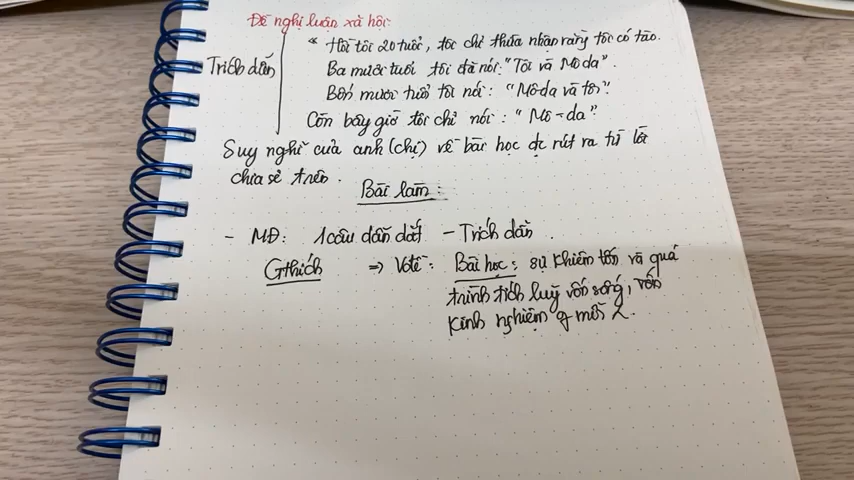 Đề nghị luận xã hội:
Trích dẫn
" Hồi tôi 20 tuổi, tôi chỉ thừa nhận rằng tôi có tào.
Ba mươi tuổi tôi đã nói: "Tôi và Mô da".
Bốn mươi tuổi tôi nói: "Mô da và tôi".
Còn bây giờ tôi chỉ nói: "Mô - da".
Suy nghĩ của anh (chị) về bài học đc rút ra từ lời
chia sẻ trên.
Bài làm:
- MĐ: 1 câu dẫn dắt - Trích dẫn.
Gthích => Vđề: Bài học: sự khiêm tốn và quá
trình tích luỹ vốn sống, vốn
kinh nghiệm of mỗi